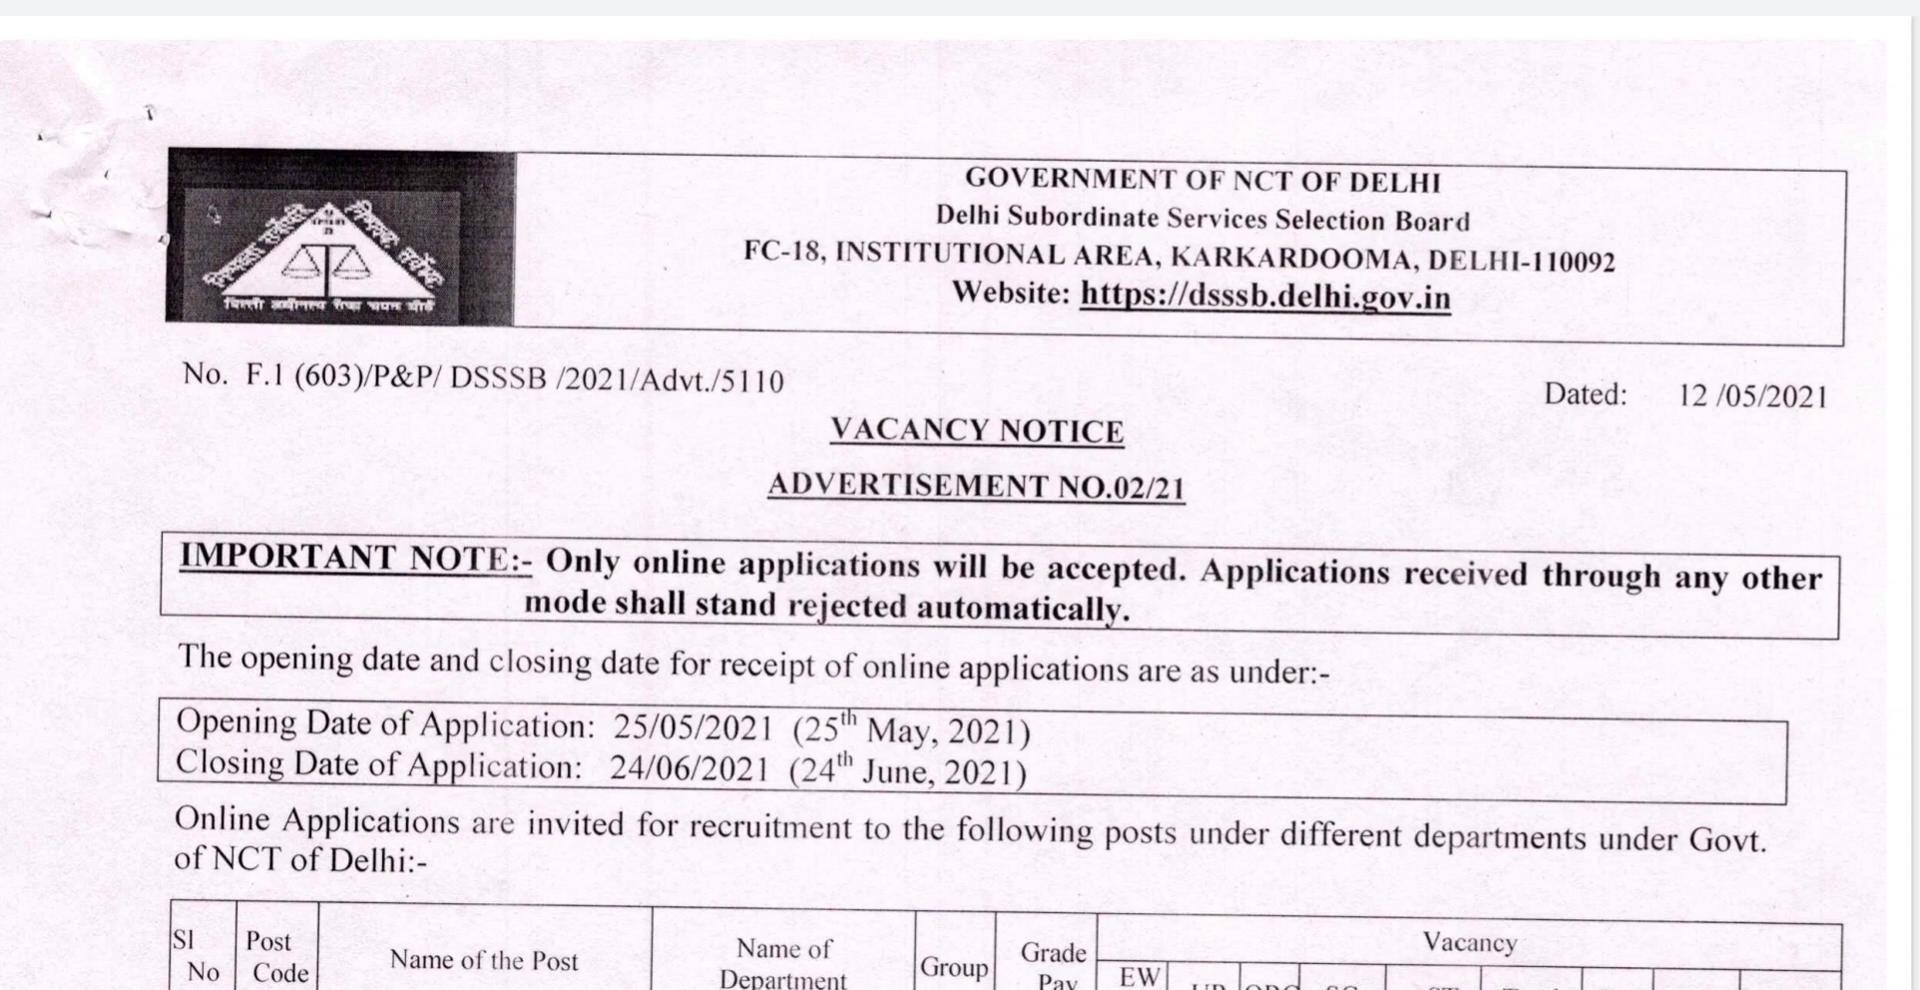 दिल्ली अधीनस्थ सेवा चयन बोर्ड
GOVERNMENT OF NCT OF DELHI
Delhi Subordinate Services Selection Board
FC-18, INSTITUTIONAL AREA, KARKARDOOMA, DELHI-110092
Website: https://dsssb.delhi.gov.in
No. F.1 (603)/P&P/ DSSSB /2021/Advt./5110
Dated: 12 /05/2021
VACANCY NOTICE
ADVERTISEMENT NO.02/21
IMPORTANT NOTE:- Only online applications will be accepted. Applications received through any other
mode shall stand rejected automatically.
The opening date and closing date for receipt of online applications are as under:-
Opening Date of Application: 25/05/2021 (25th May, 2021)
Closing Date of Application: 24/06/2021 (24th June, 2021)
Online Applications are invited for recruitment to the following posts under different departments under Govt.
of NCT of Delhi:-
Sl
No
Post
Code
Name of the Post
Name of
Department
Group
Grade
Pay
Vacancy
EW